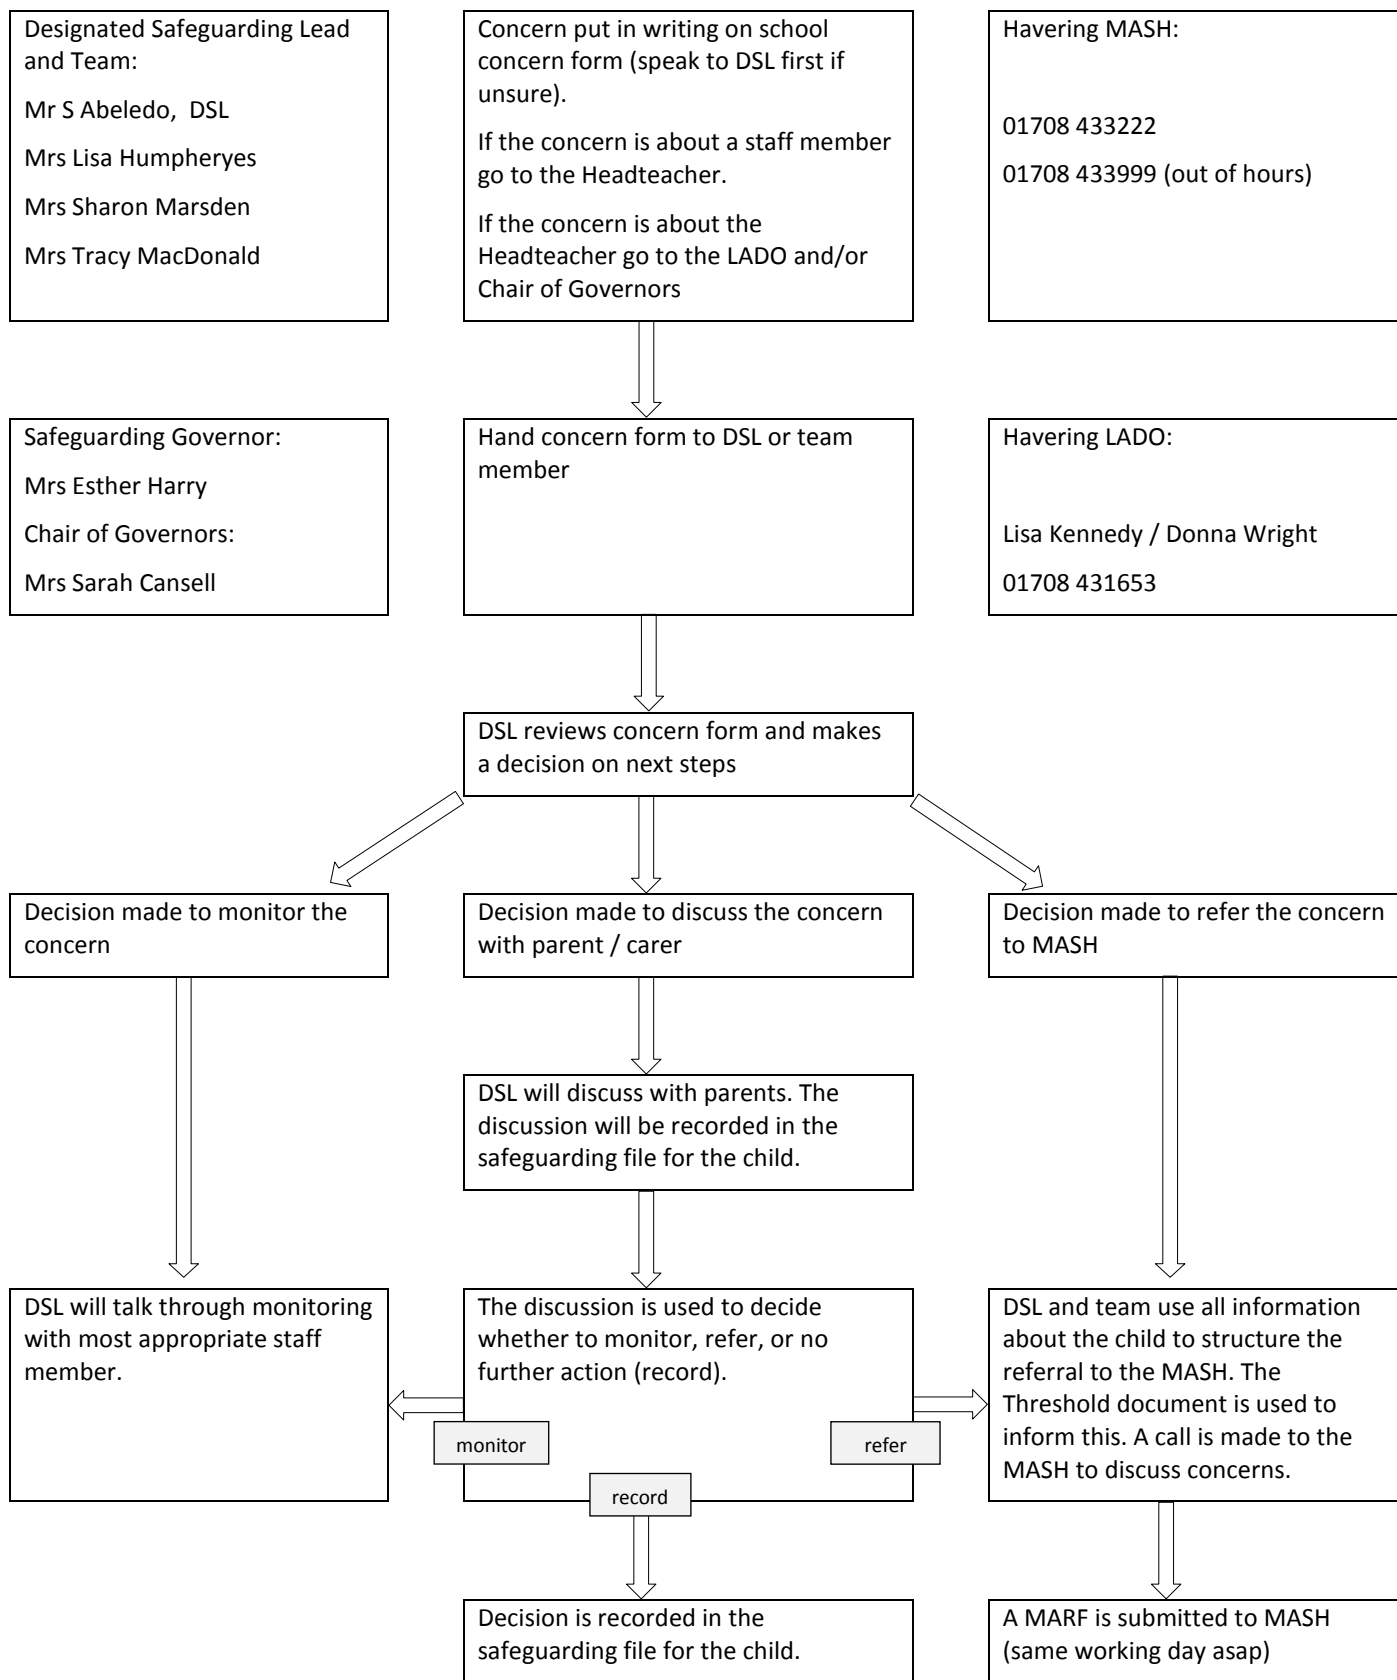 Designated Safeguarding Lead
and Team:
Mr S Abeledo,  DSL
Mrs Lisa Humpheryes
Mrs Sharon Marsden
Mrs Tracy MacDonald
Concern put in writing on school
concern form (speak to DSL first if
unsure).
If the concern is about a staff member
go to the Headteacher.
If the concern is about the
Headteacher go to the LADO and/or
Chair of Governors
Havering MASH:
01708 433222
01708 433999 (out of hours)
Safeguarding Governor:
Mrs Esther Harry
Chair of Governors:
Mrs Sarah Cansell
Hand concern form to DSL or team
member
Havering LADO:
Lisa Kennedy / Donna Wright
01708 431653
DSL reviews concern form and makes
a decision on next steps
Decision made to monitor the
concern
Decision made to discuss the concern
with parent / carer
Decision made to refer the concern
to MASH
DSL will discuss with parents. The
discussion will be recorded in the
safeguarding file for the child.
DSL will talk through monitoring
with most appropriate staff
member.
The discussion is used to decide
whether to monitor, refer, or no
further action (record).
monitor
refer
record
DSL and team use all information
about the child to structure the
referral to the MASH. The
Threshold document is used to
inform this. A call is made to the
MASH to discuss concerns.
Decision is recorded in the
safeguarding file for the child.
A MARF is submitted to MASH
(same working day asap)